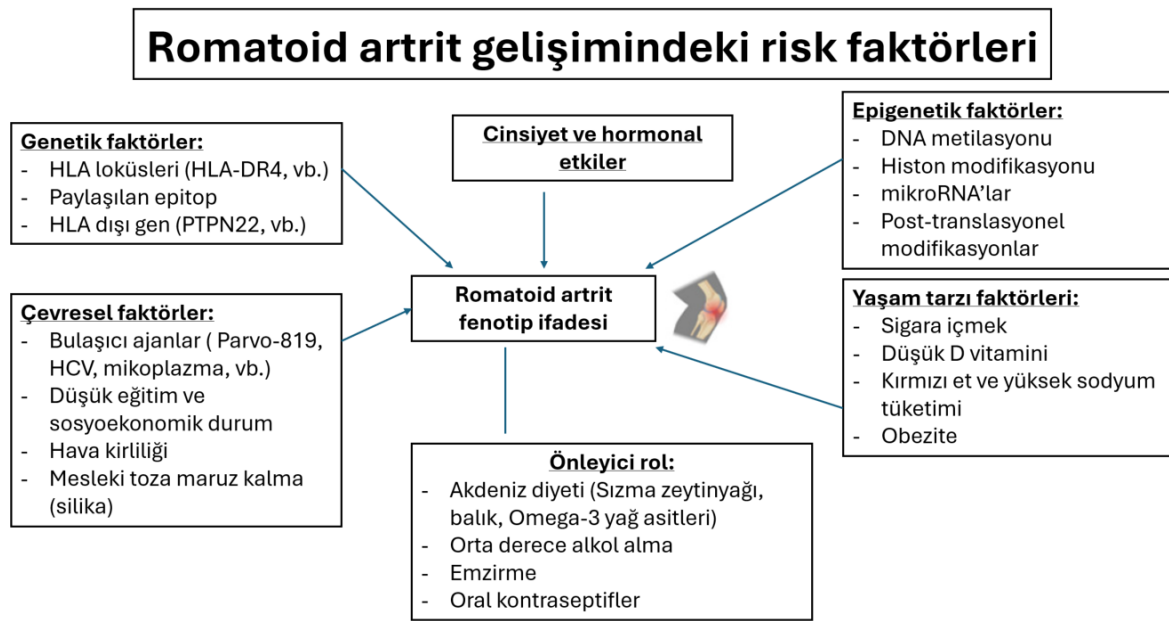 Romatoid artrit gelişimindeki risk faktörleri
Genetik faktörler:
- HLA loküsleri (HLA-DR4, vb.)
- Paylaşılan epitop
- HLA dışı gen (PTPN22, vb.)
Cinsiyet ve hormonal
etkiler
Epigenetik faktörler:
- DNA metilasyonu
- Histon modifikasyonu
- mikroRNA’lar
- Post-translasyonel
modifikasyonlar
Çevresel faktörler:
- Bulaşıcı ajanlar ( Parvo-819,
HCV, mikoplazma, vb.)
- Düşük eğitim ve
sosyoekonomik durum
- Hava kirliliği
- Mesleki toza maruz kalma
(silika)
Romatoid artrit
fenotip ifadesi
Yaşam tarzı faktörleri:
- Sigara içmek
- Düşük D vitamini
- Kırmızı et ve yüksek sodyum
tüketimi
- Obezite
Önleyici rol:
- Akdeniz diyeti (Sızma zeytinyağı,
balık, Omega-3 yağ asitleri)
- Orta derece alkol alma
- Emzirme
- Oral kontraseptifler